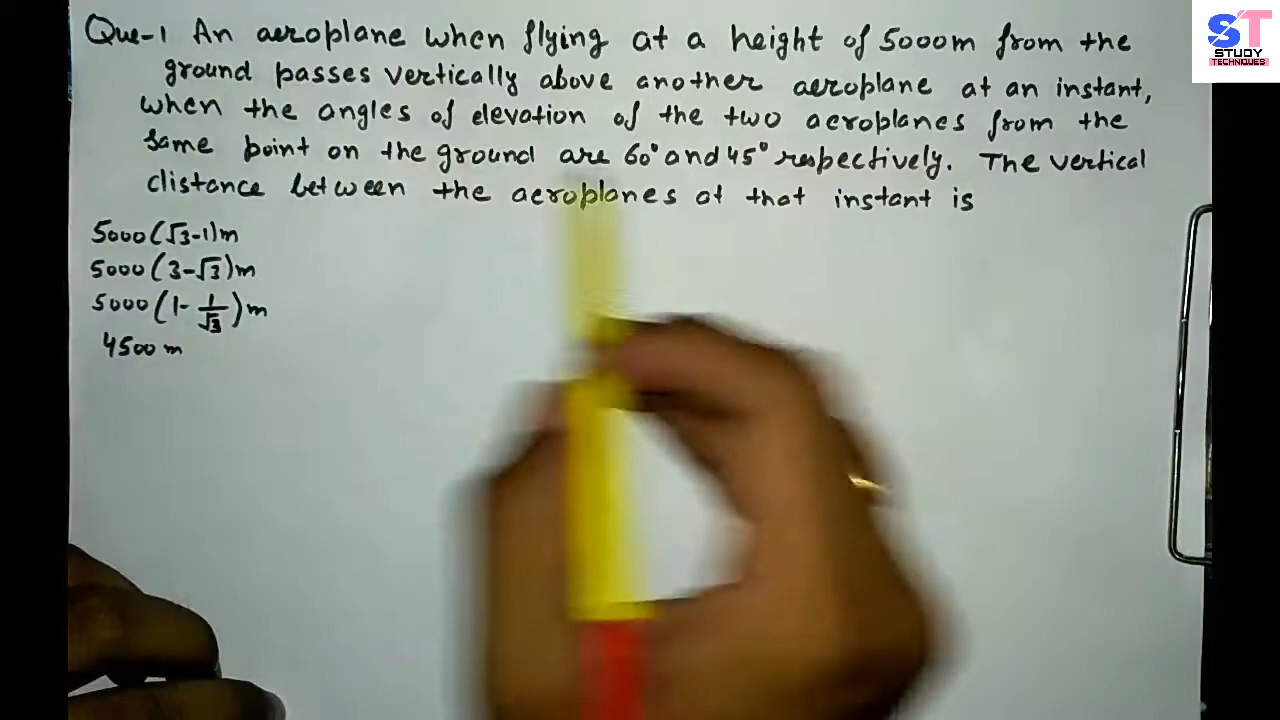 Que-1 An aeroplane when flying at a height of 5000m from the
ground passes vertically above another aeroplane at an instant,
when the angles of elevation of the two aeroplanes from the
same point on the ground are 60° and 45° respectively. The vertical
distance between the aeroplanes at that instant is
5000(√3-1)m
5000(3-√3)m
5000(1-1/√3)m
4500m
ST
STUDY
TECHNIQUES